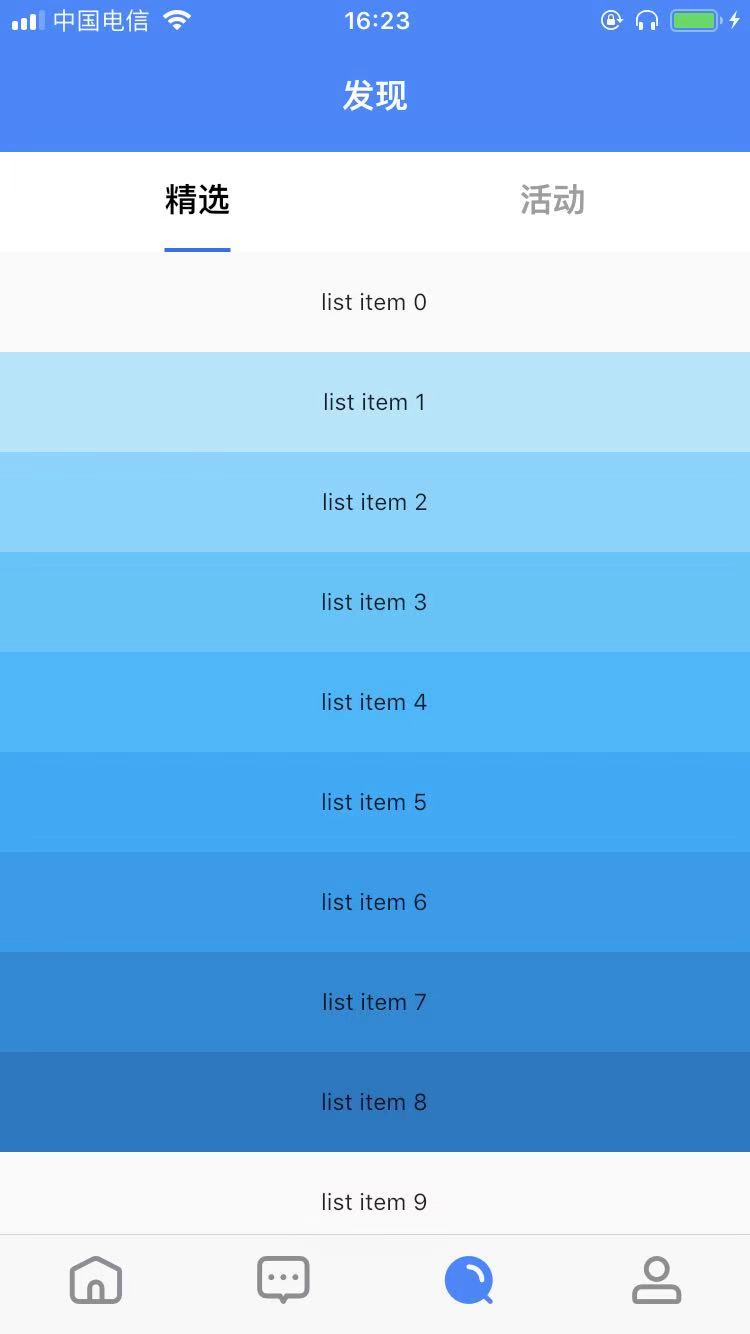 中国电信 16:23
发现
精选 活动
list item 0
list item 1
list item 2
list item 3
list item 4
list item 5
list item 6
list item 7
list item 8
list item 9